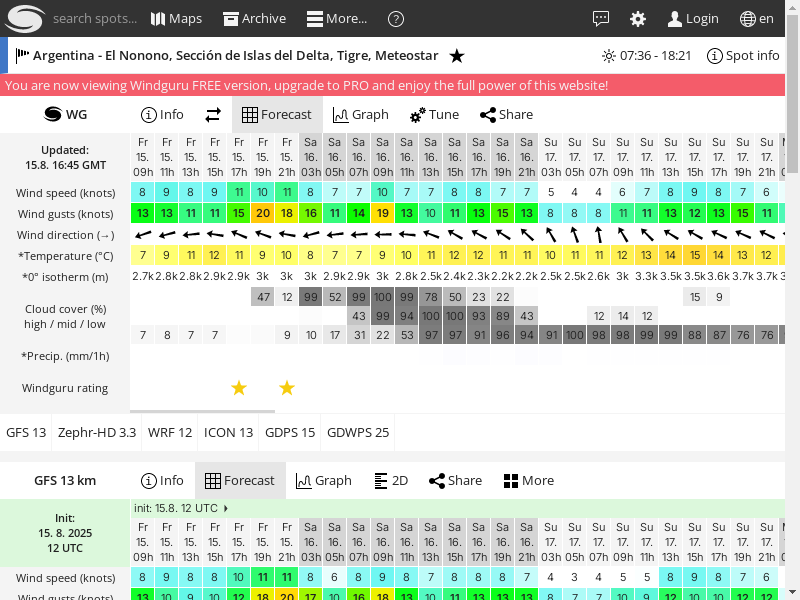 search spots... Maps Archive More... ? Login en
Argentina - El Nonono, Sección de Islas del Delta, Tigre, Meteostar ★ 07:36 - 18:21 Spot info
You are now viewing Windguru FREE version, upgrade to PRO and enjoy the full power of this website!
WG Info Forecast Graph Tune Share
Updated:
15.8. 16:45 GMT
Fr Fr Fr Fr Fr Fr Fr Sa Sa Sa Sa Sa Sa Sa Sa Sa Sa Su Su Su Su Su Su Su Su Su Su
15. 15. 15. 15. 15. 15. 15. 16. 16. 16. 16. 16. 16. 16. 16. 16. 16. 17. 17. 17. 17. 17. 17. 17. 17. 17. 17.
09h 11h 13h 15h 17h 19h 21h 03h 05h 07h 09h 11h 13h 15h 17h 19h 21h 03h 05h 07h 09h 11h 13h 15h 17h 19h 21h
Wind speed (knots) 8 9 8 9 11 10 11 8 7 7 10 7 7 8 8 7 7 5 4 4 6 7 8 9 8 7 6
Wind gusts (knots) 13 13 11 11 15 20 18 16 11 14 19 13 10 11 13 15 13 8 8 8 11 11 13 12 13 15 11
Wind direction (→)
*Temperature (°C) 7 9 11 12 11 9 10 8 7 7 9 10 11 12 12 11 11 10 11 11 12 13 14 15 14 13 12
*0° isotherm (m) 2.7k 2.8k 2.8k 2.9k 2.9k 3k 3k 3k 2.9k 3k 3k 2.8k 2.5k 2.4k 2.3k 2.2k 2.2k 2.5k 2.5k 2.6k 3k 3.3k 3.5k 3.5k 3.6k 3.7k 3.7k
Cloud cover (%)
high / mid / low
47 12 99 52 99 100 99 78 50 23 22 15 9
43 99 94 100 100 93 89 43 12 14 12
7 8 7 7 9 10 17 31 22 53 97 97 91 96 94 91 100 98 98 99 99 88 87 76 76
*Precip. (mm/1h)
Windguru rating ★ ★
GFS 13 Zephr-HD 3.3 WRF 12 ICON 13 GDPS 15 GDWPS 25
GFS 13 km Info Forecast Graph 2D Share More
Init:
15. 8. 2025
12 UTC
init: 15.8. 12 UTC
Fr Fr Fr Fr Fr Fr Fr Sa Sa Sa Sa Sa Sa Sa Sa Sa Sa Su Su Su Su Su Su Su Su Su Su
15. 15. 15. 15. 15. 15. 15. 16. 16. 16. 16. 16. 16. 16. 16. 16. 16. 17. 17. 17. 17. 17. 17. 17. 17. 17. 17.
09h 11h 13h 15h 17h 19h 21h 03h 05h 07h 09h 11h 13h 15h 17h 19h 21h 03h 05h 07h 09h 11h 13h 15h 17h 19h 21h
Wind speed (knots) 8 9 8 8 10 11 11 8 6 8 9 8 7 8 8 8 7 4 3 4 5 5 8 9 8 7 6
Wind gusts (knots) 13 10 9 10 12 18 20 17 10 16 18 13 10 11 13 13 13 8 7 7 10 9 12 13 12 12 12